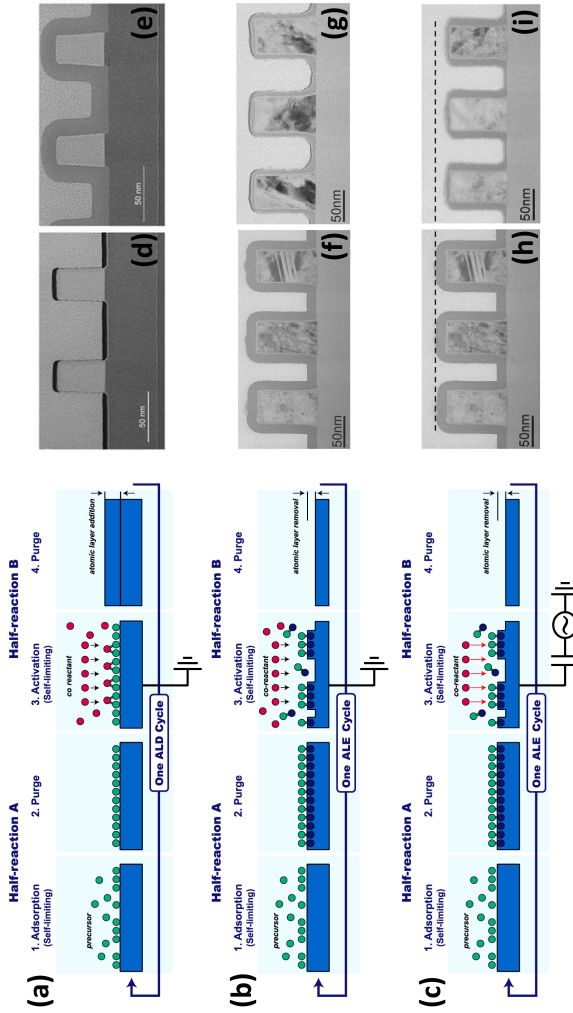 (a)
Half-reaction A
Half-reaction B
1. Adsorption
(Self-limiting)
2. Purge
3. Activation
(Self-limiting)
4. Purge
precursor
co reactant
atomic layer addition
One ALD Cycle
(b)
Half-reaction A
Half-reaction B
1. Adsorption
(Self-limiting)
2. Purge
3. Activation
(Self-limiting)
4. Purge
precursor
co-reactant
atomic layer removal
One ALE Cycle
(c)
Half-reaction A
Half-reaction B
1. Adsorption
(Self-limiting)
2. Purge
3. Activation
(Self-limiting)
4. Purge
precursor
co-reactant
atomic layer removal
One ALE Cycle
50 nm
(d)
50 nm
(e)
50nm
(f)
50nm
(g)
50nm
(h)
50nm
(i)